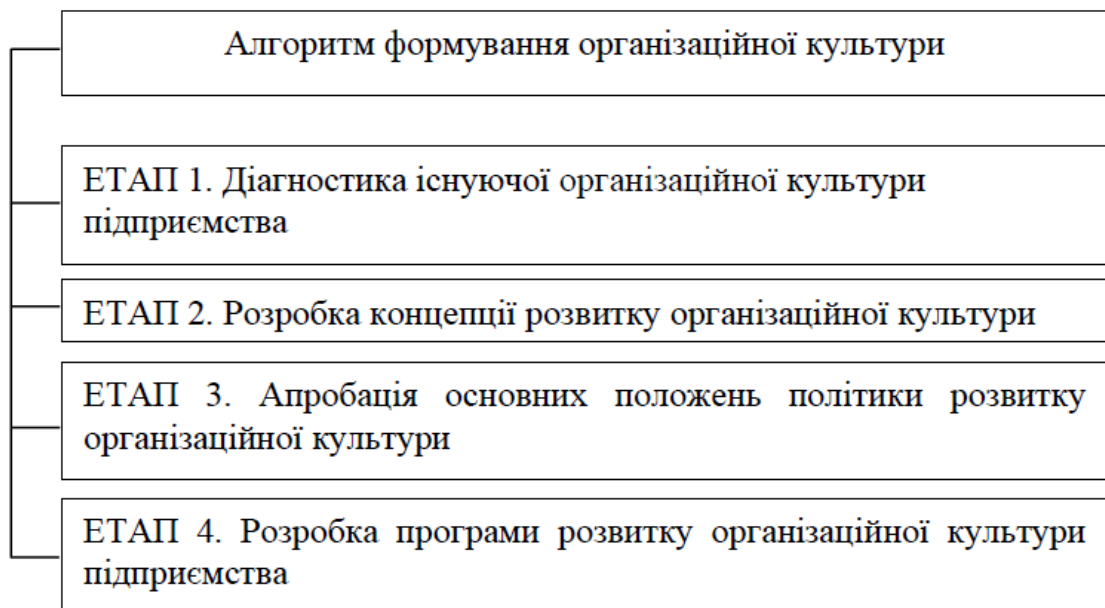 Алгоритм формування організаційної культури
ЕТАП 1. Діагностика існуючої організаційної культури
підприємства
ЕТАП 2. Розробка концепції розвитку організаційної культури
ЕТАП 3. Апробація основних положень політики розвитку
організаційної культури
ЕТАП 4. Розробка програми розвитку організаційної культури
підприємства